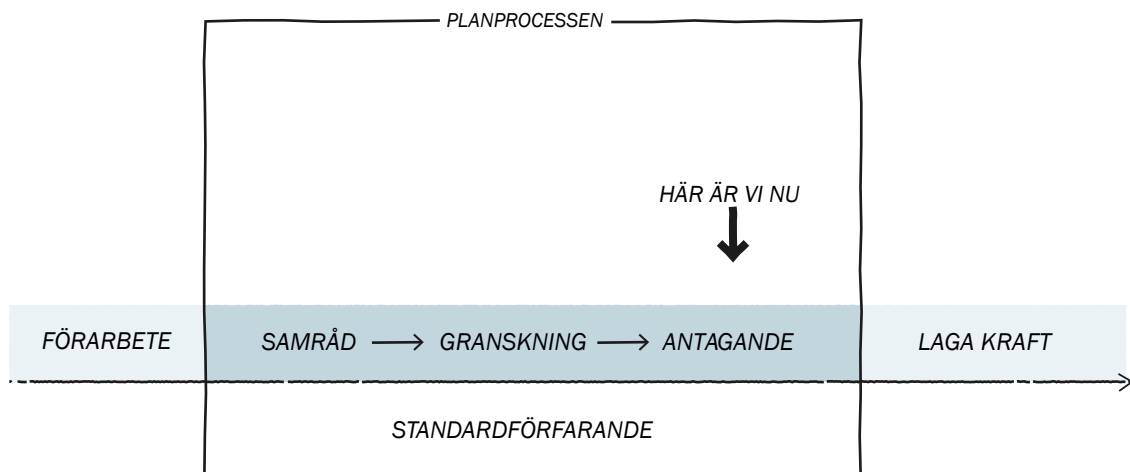 PLANPROCESSEN
HÄR ÄR VI NU
FÖRARBETE SAMRÅD → GRANSKNING → ANTAGANDE LAGA KRAFT
STANDARDFÖRFARANDE